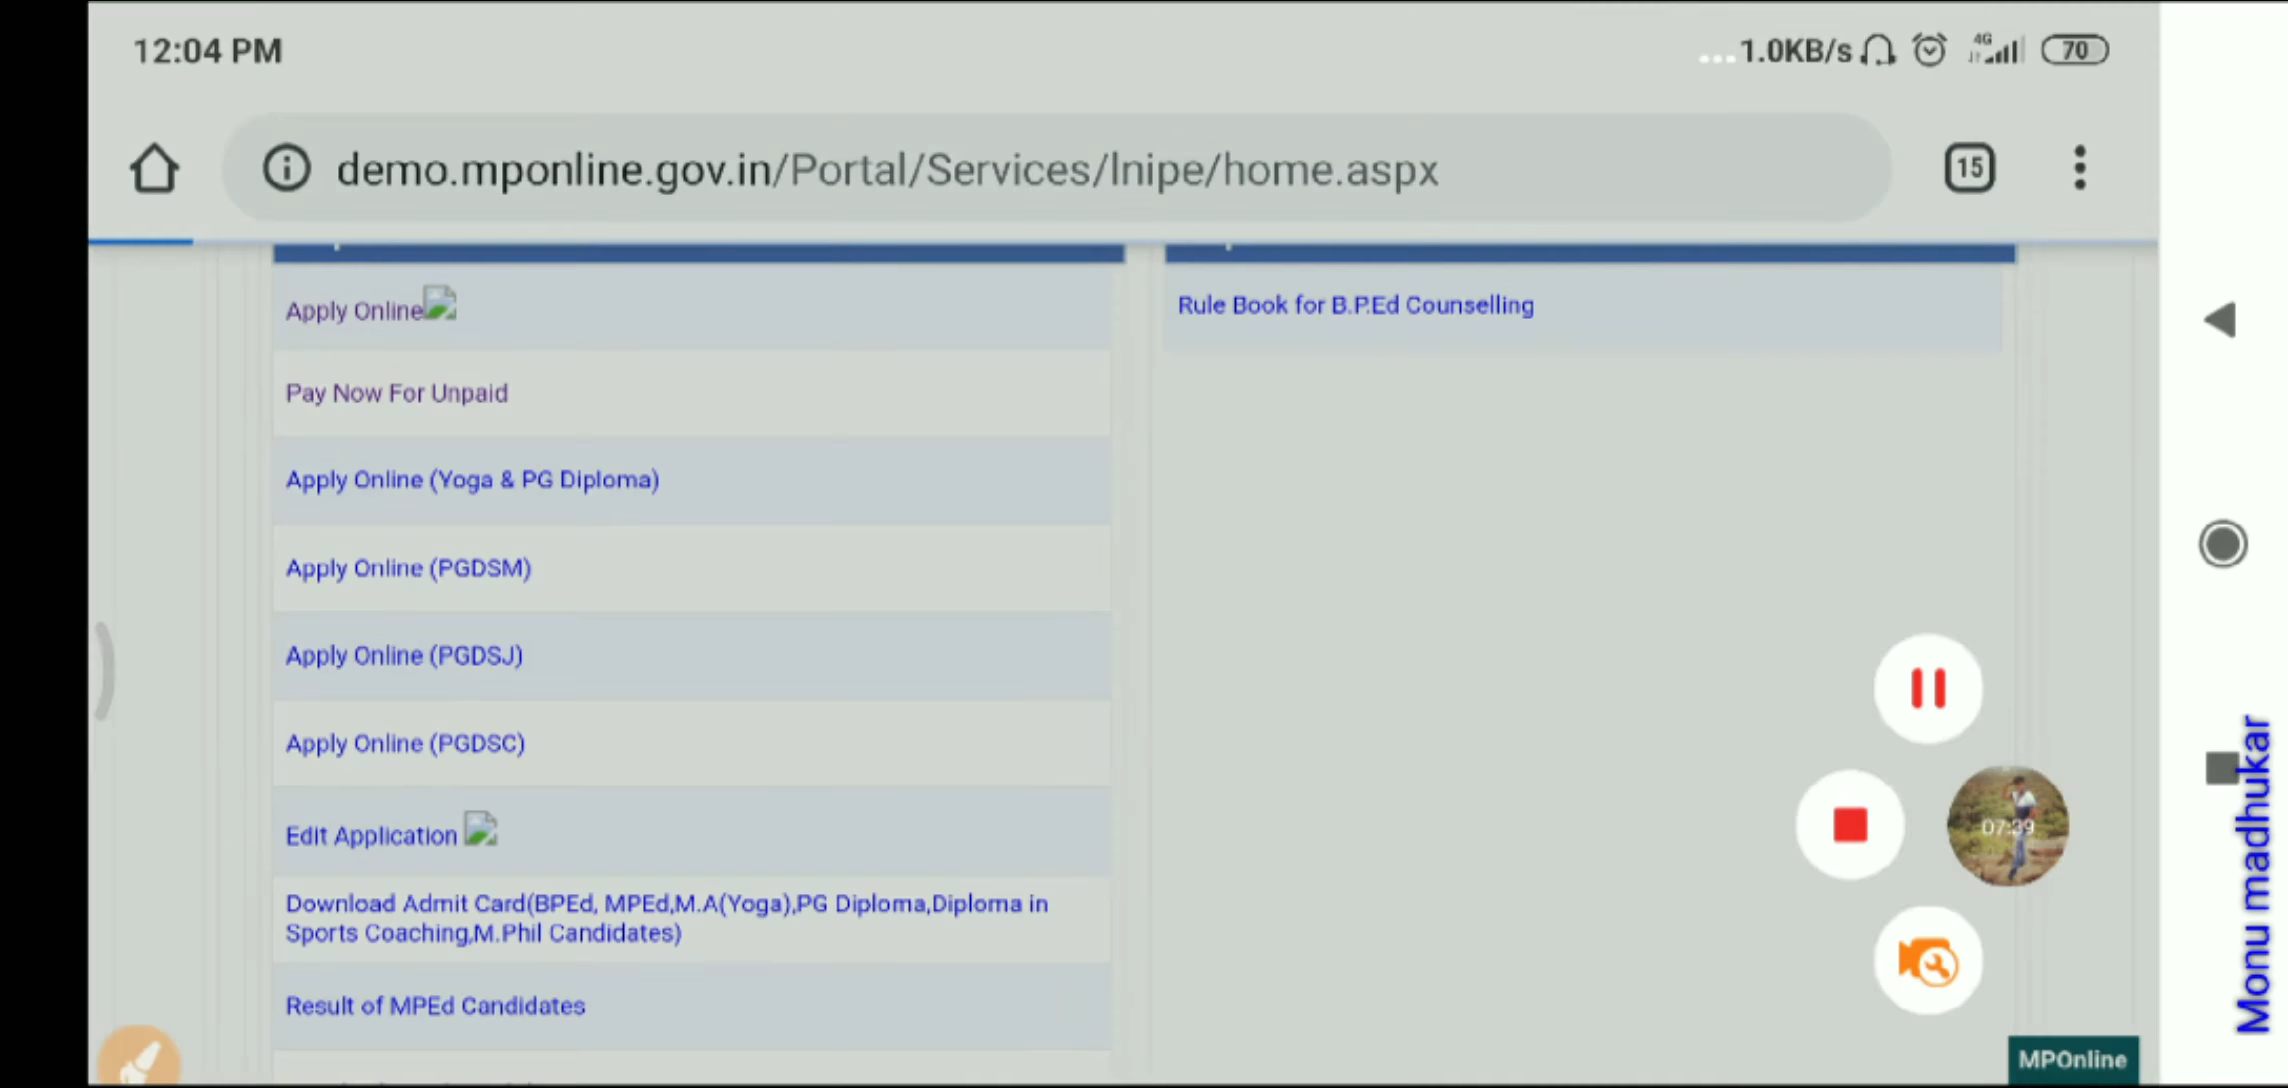 12:04 PM
...1.0KB/s 4G 70
demo.mponline.gov.in/Portal/Services/lnipe/home.aspx
15
Apply Online
Rule Book for B.P.Ed Counselling
Pay Now For Unpaid
Apply Online (Yoga & PG Diploma)
Apply Online (PGDSM)
Apply Online (PGDSJ)
Apply Online (PGDSC)
Edit Application
Download Admit Card(BPEd, MPEd,M.A(Yoga),PG Diploma,Diploma in
Sports Coaching,M.Phil Candidates)
Result of MPEd Candidates
07:39
MPOnline
Monu madhukar